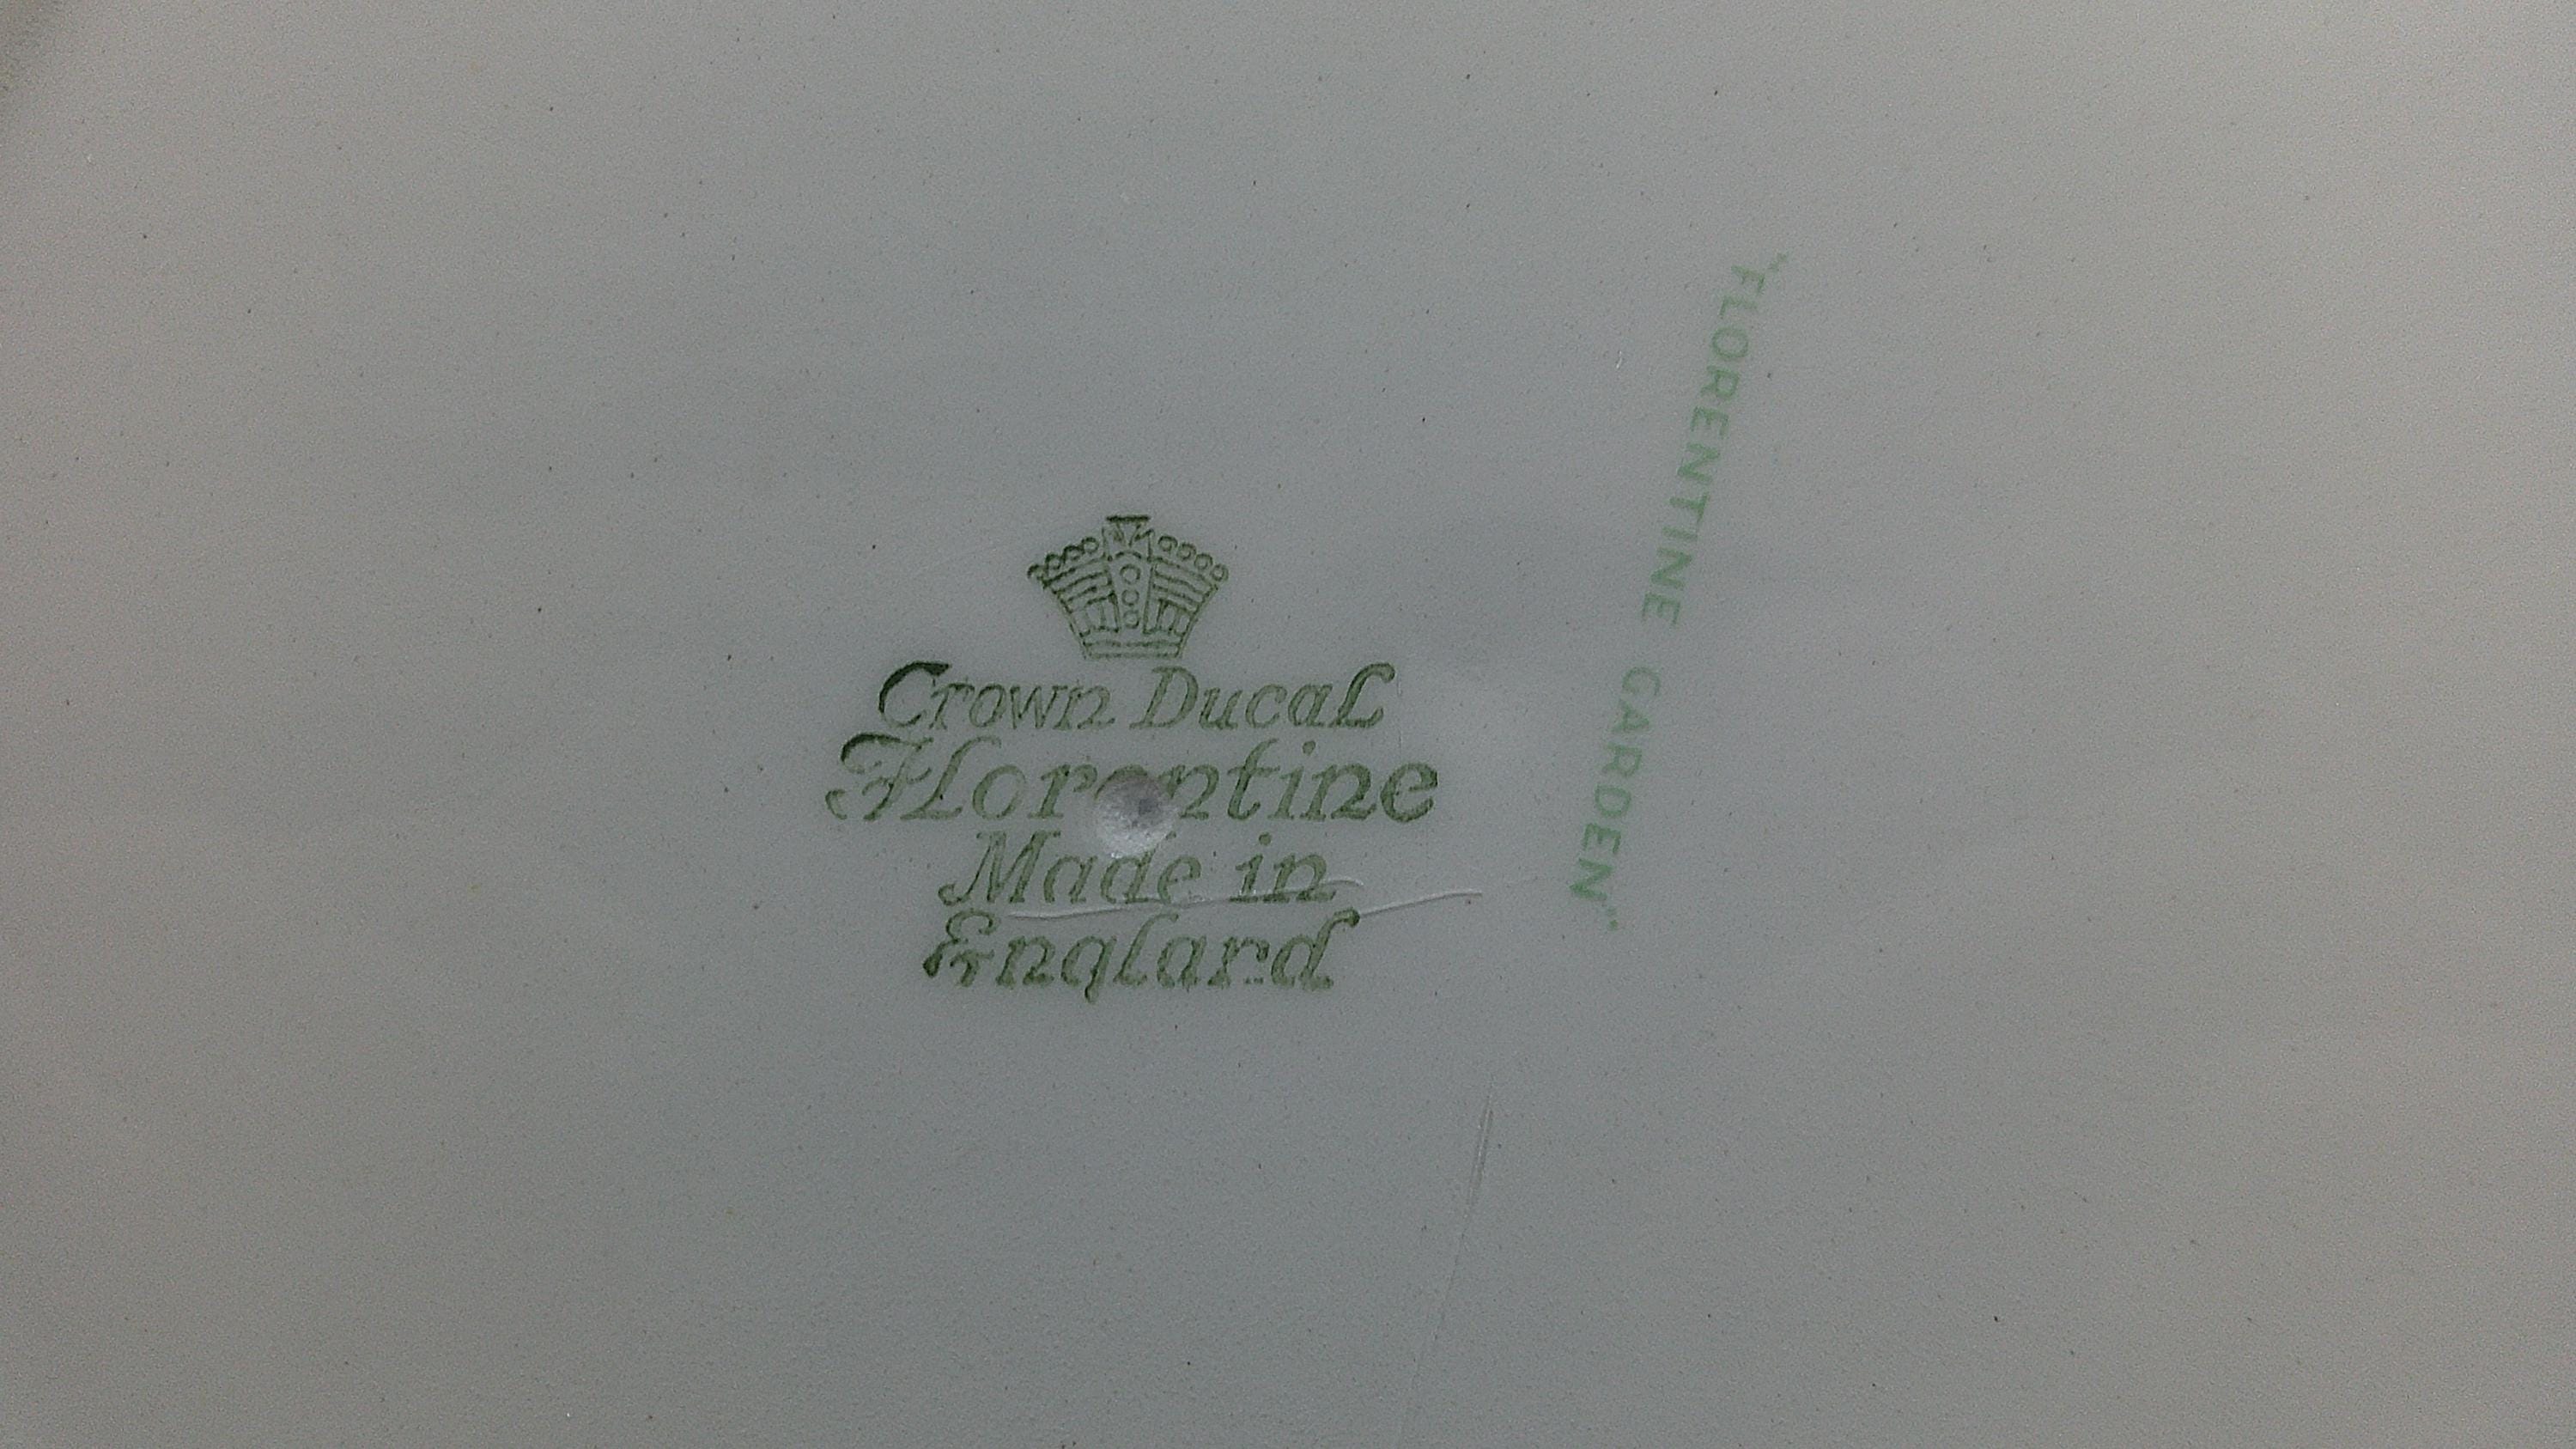 Crown Ducal
Florentine
Made in
England
"FLORENTINE GARDEN"